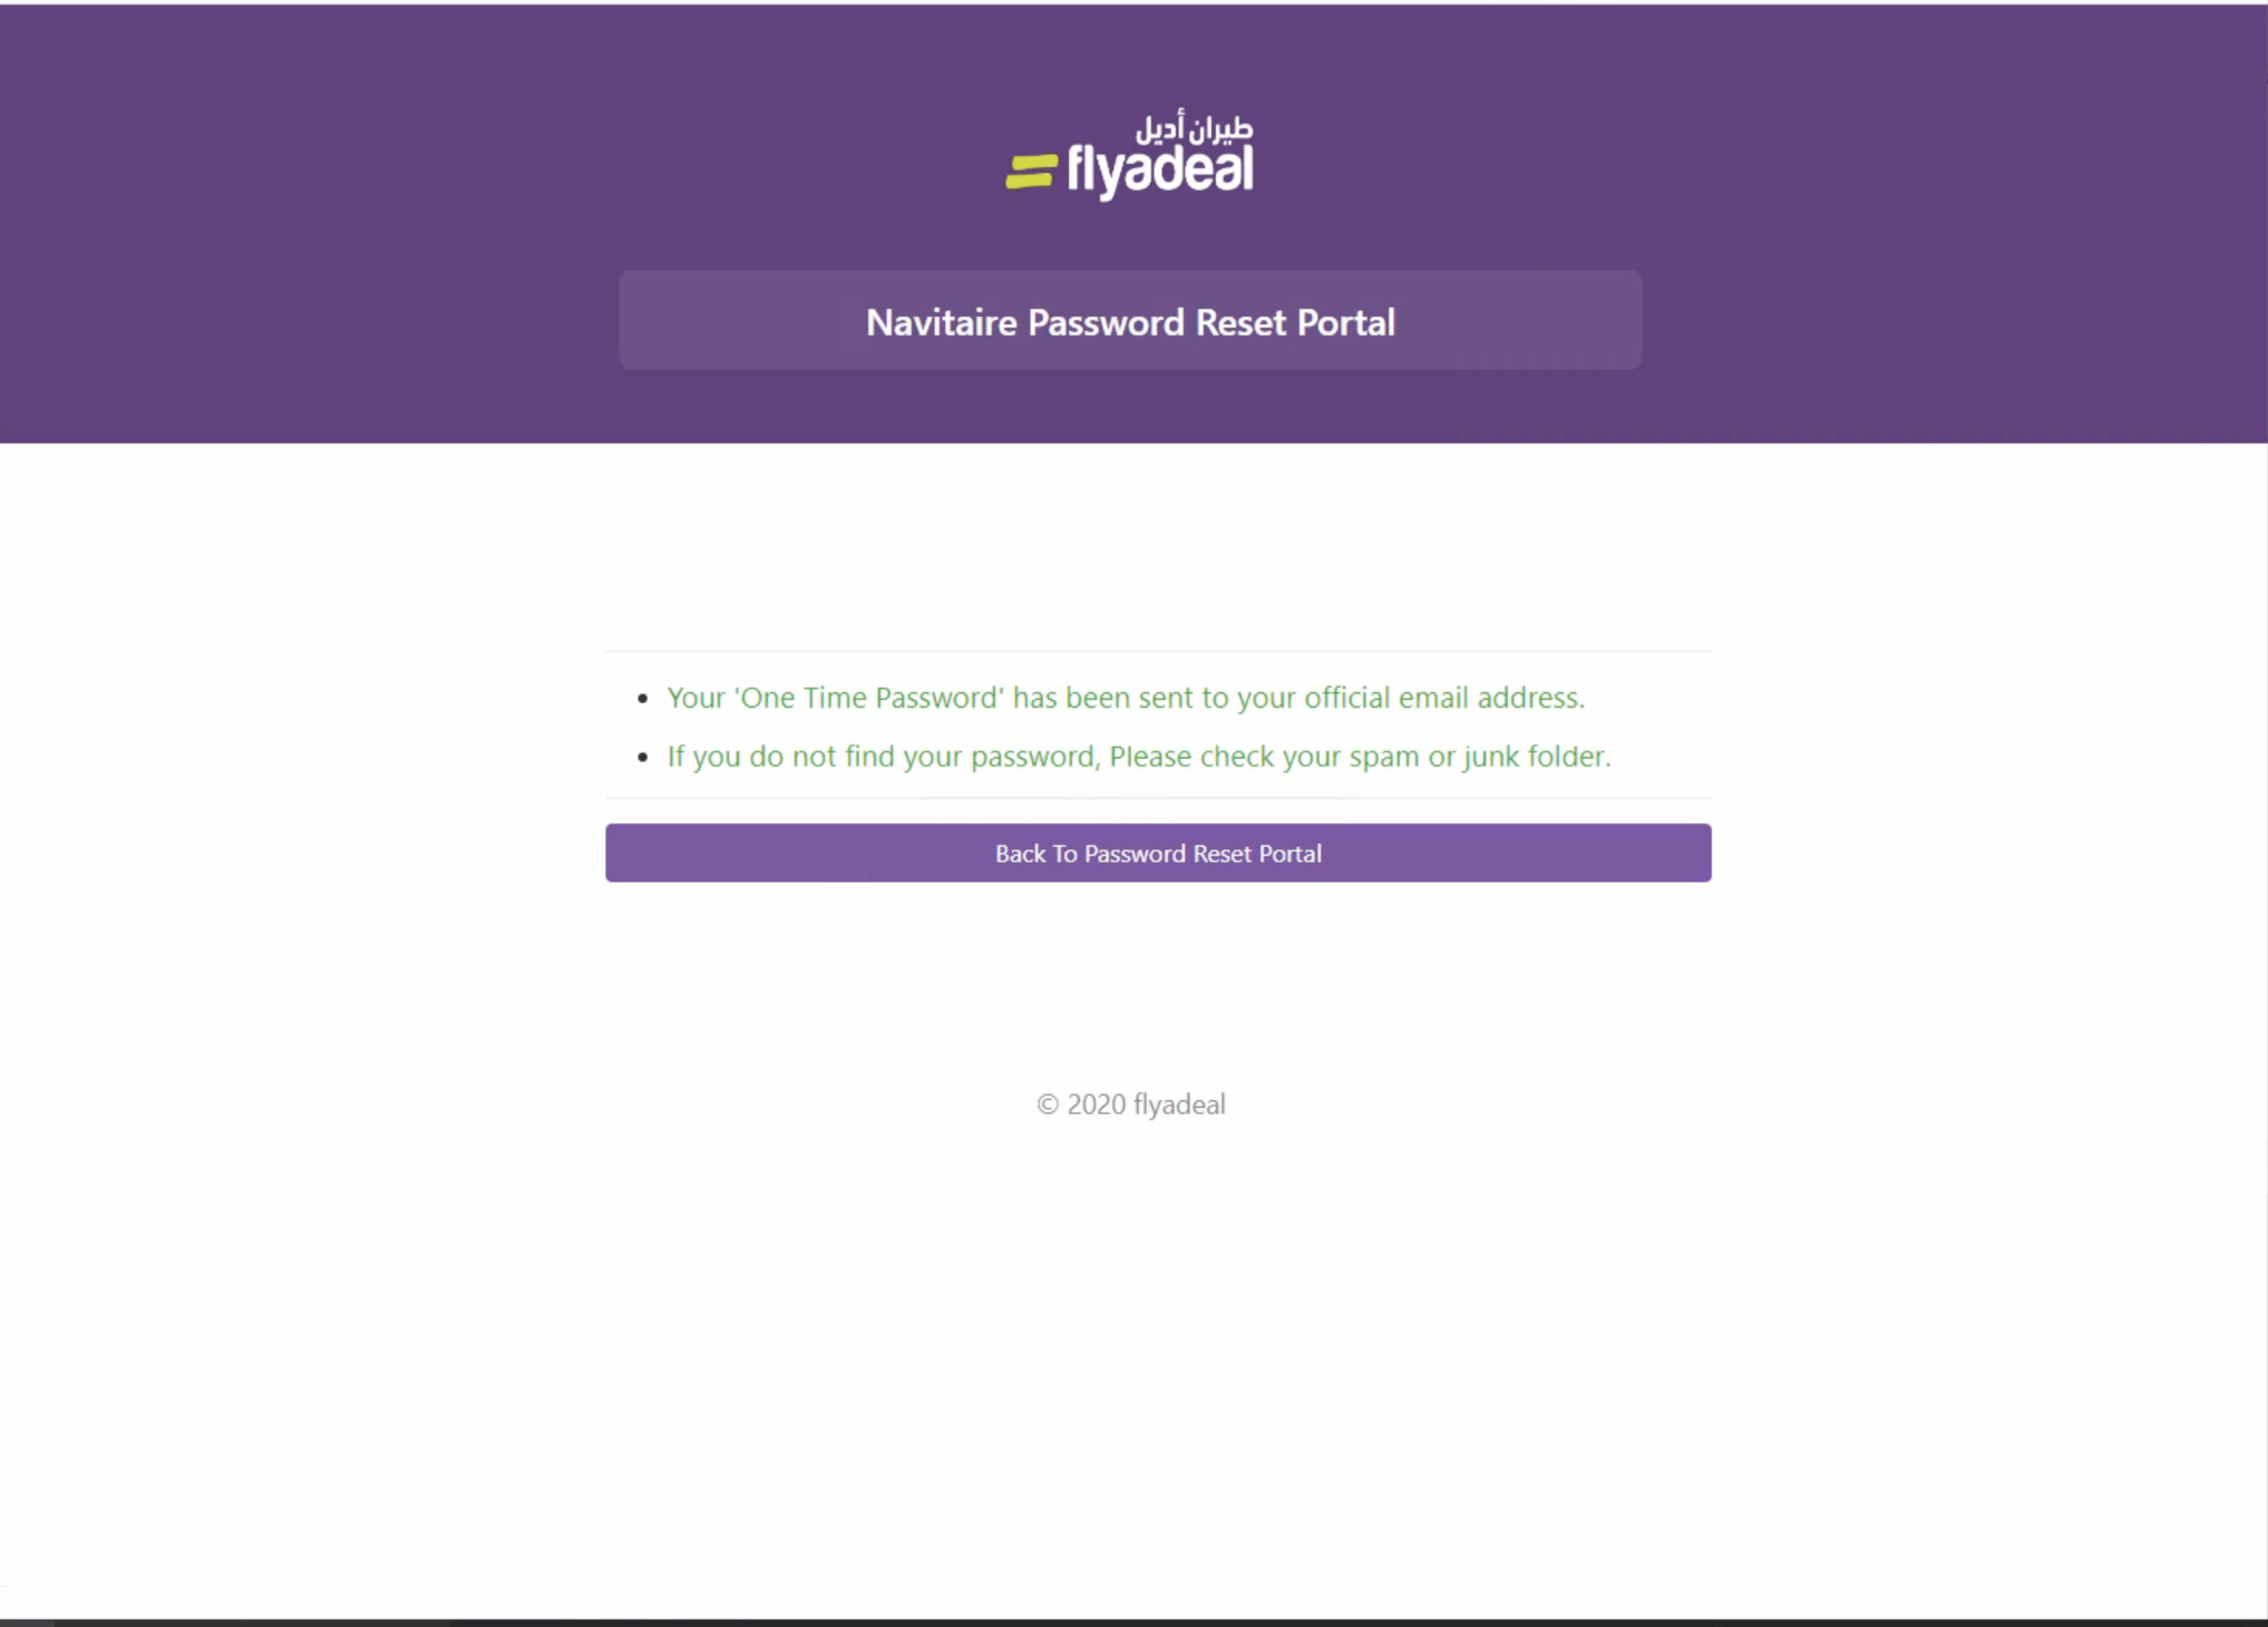 طيران أديل
flyadeal
Navitaire Password Reset Portal
Your 'One Time Password' has been sent to your official email address.
If you do not find your password, Please check your spam or junk folder.
Back To Password Reset Portal
© 2020 flyadeal